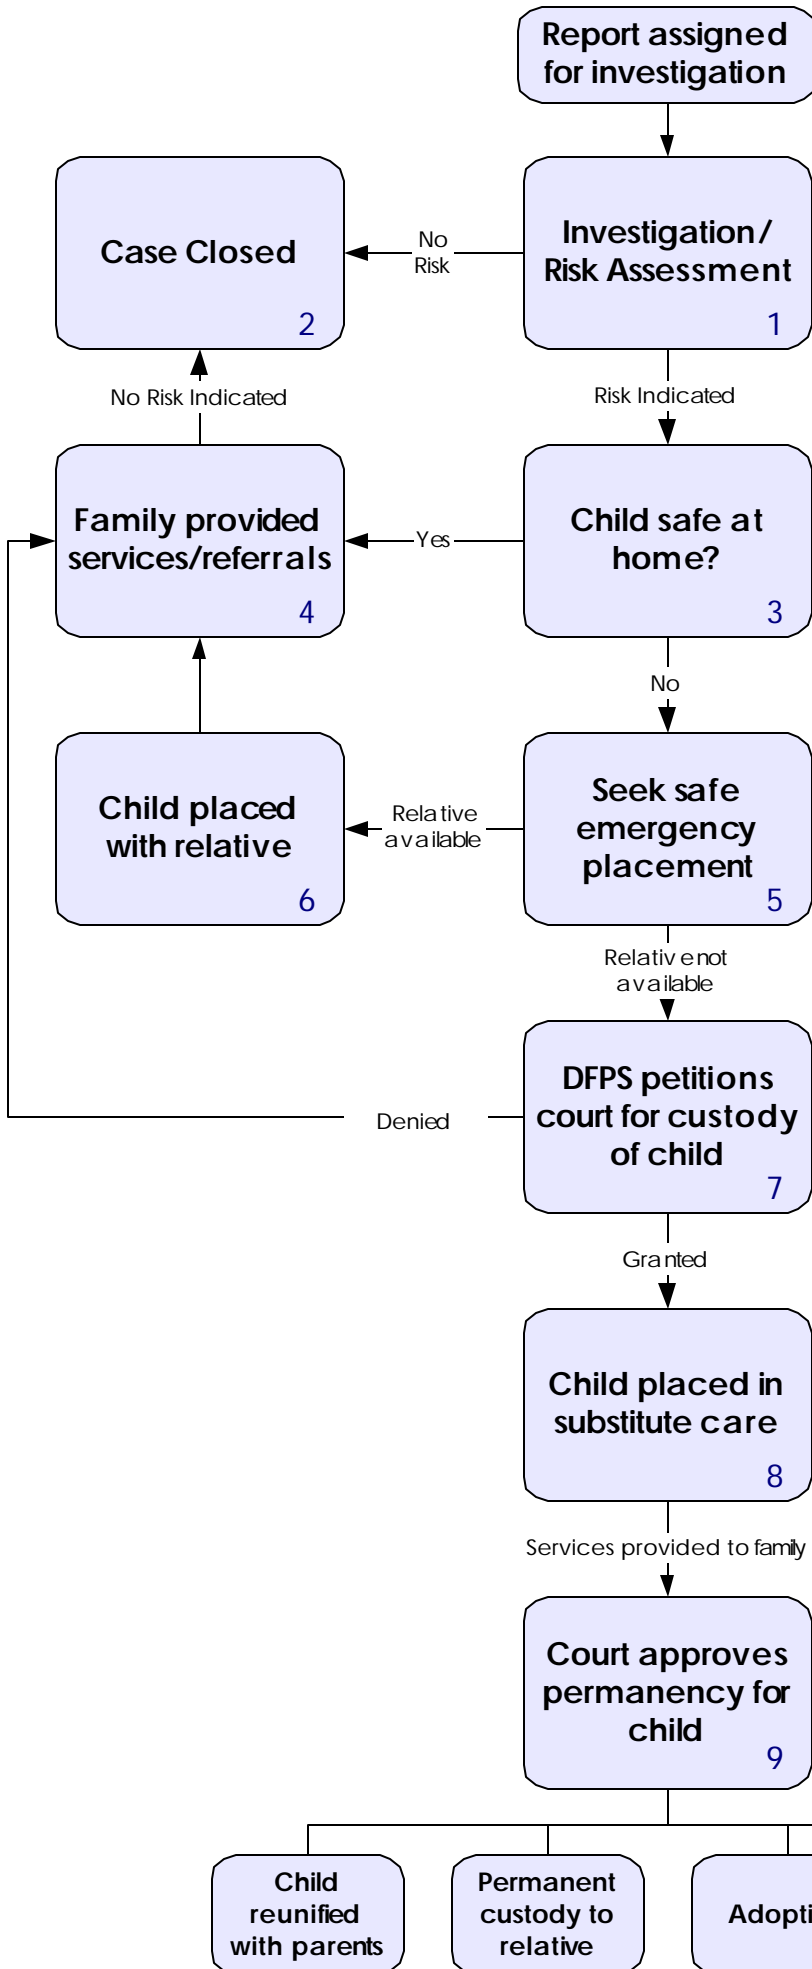 Report assigned
for investigation
Case Closed
2
No
Risk
Investigation/
Risk Assessment
1
No Risk Indicated
Risk Indicated
Family provided
services/referrals
4
Yes
Child safe at
home?
3
No
Child placed
with relative
6
Relative
available
Seek safe
emergency
placement
5
Relative not
available
DFPS petitions
court for custody
of child
7
Denied
Granted
Child placed in
substitute care
8
Services provided to family
Court approves
permanency for
child
9
Child
reunified
with parents
Permanent
custody to
relative